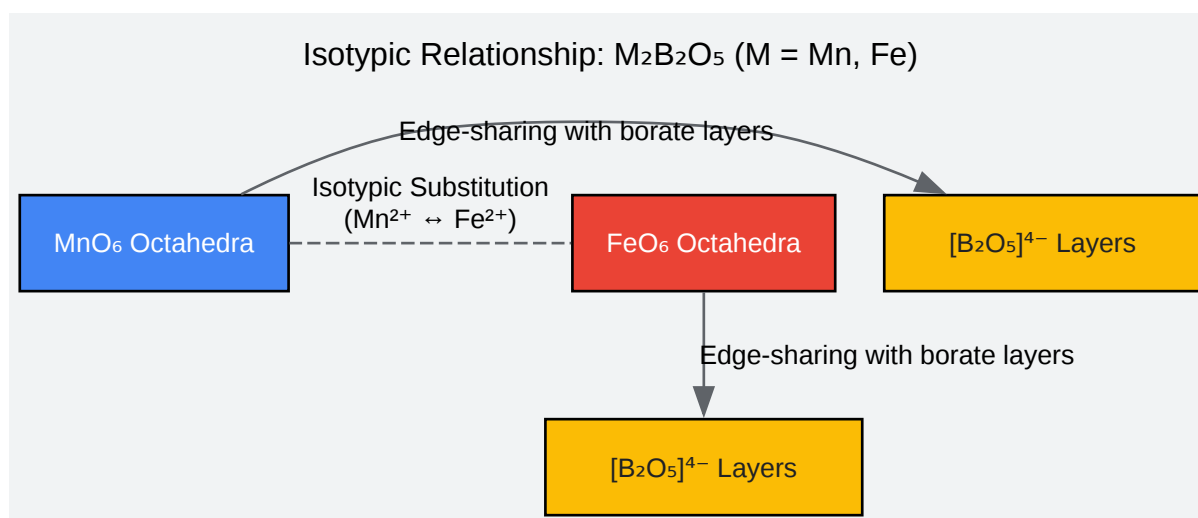 Isotypic Relationship: M₂B₂O₅ (M = Mn, Fe)
Edge-sharing with borate layers
Isotypic Substitution
(Mn²⁺ ↔ Fe²⁺)
MnO₆ Octahedra
FeO₆ Octahedra
[B₂O₅]⁴⁻ Layers
Edge-sharing with borate layers
[B₂O₅]⁴⁻ Layers